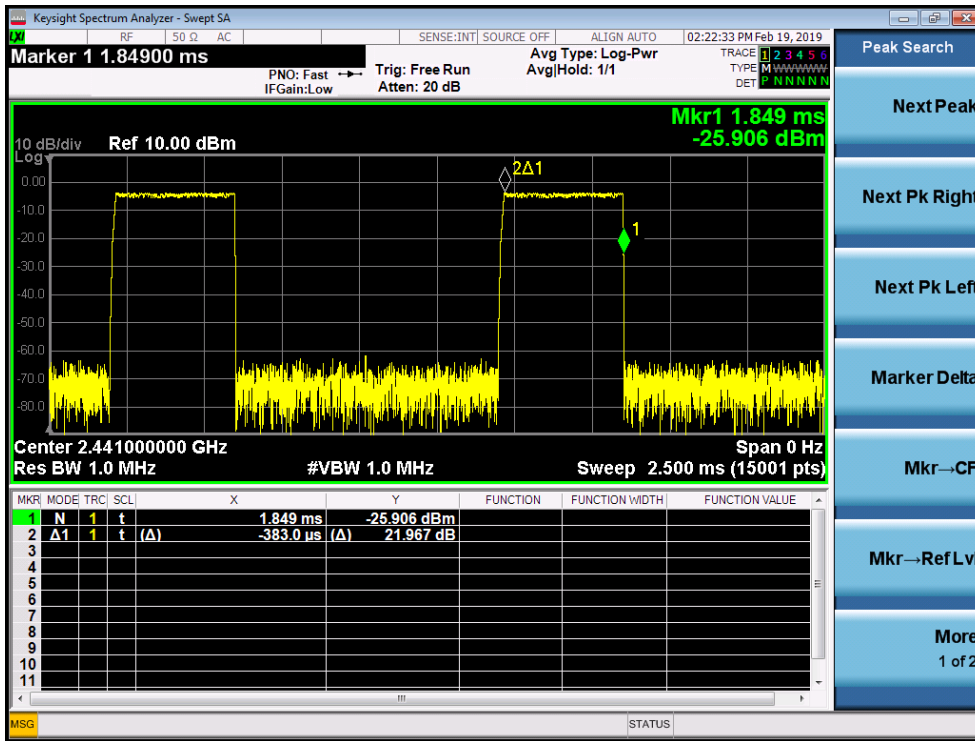 Keysight Spectrum Analyzer - Swept SA
LXI RF 50 Ω AC SENSE:INT SOURCE OFF ALIGN AUTO 02:22:33 PM Feb 19, 2019
Marker 1 1.84900 ms
PNO: Fast
IFGain:Low
Trig: Free Run
Atten: 20 dB
Avg Type: Log-Pwr
Avg|Hold: 1/1
TRACE 1 2 3 4 5 6
TYPE M W W W W W
DET P N N N N N
Mkr1 1.849 ms
-25.906 dBm
10 dB/div Ref 10.00 dBm
Log
0.00
-10.0
-20.0
-30.0
-40.0
-50.0
-60.0
-70.0
-80.0
2Δ1
1
Center 2.441000000 GHz Span 0 Hz
Res BW 1.0 MHz #VBW 1.0 MHz Sweep 2.500 ms (15001 pts)
MKR MODE TRC SCL X Y FUNCTION FUNCTION WIDTH FUNCTION VALUE
1 N 1 t 1.849 ms -25.906 dBm
2 Δ1 1 t (Δ) -383.0 µs (Δ) 21.967 dB
3
4
5
6
7
8
9
10
11
MSG STATUS
Peak Search
Next Peak
Next Pk Right
Next Pk Left
Marker Delta
Mkr→CF
Mkr→Ref Lvl
More
1 of 2